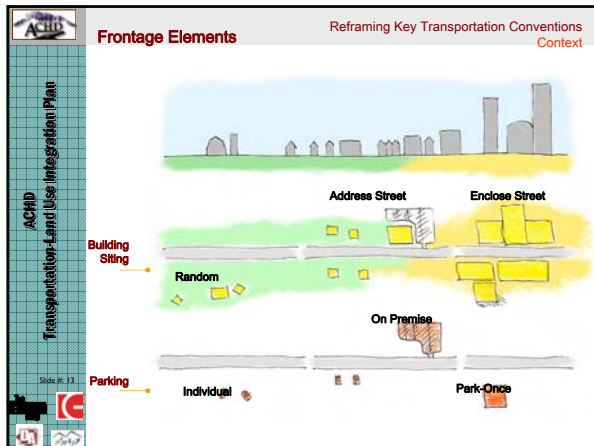 ACHD
Frontage Elements
Reframing Key Transportation Conventions
Context
ACHD
Transportation-Land Use Integration Plan
Address Street
Enclose Street
Building
Siting
Random
On Premise
Slide #: 13
Parking
Individual
Park-Once